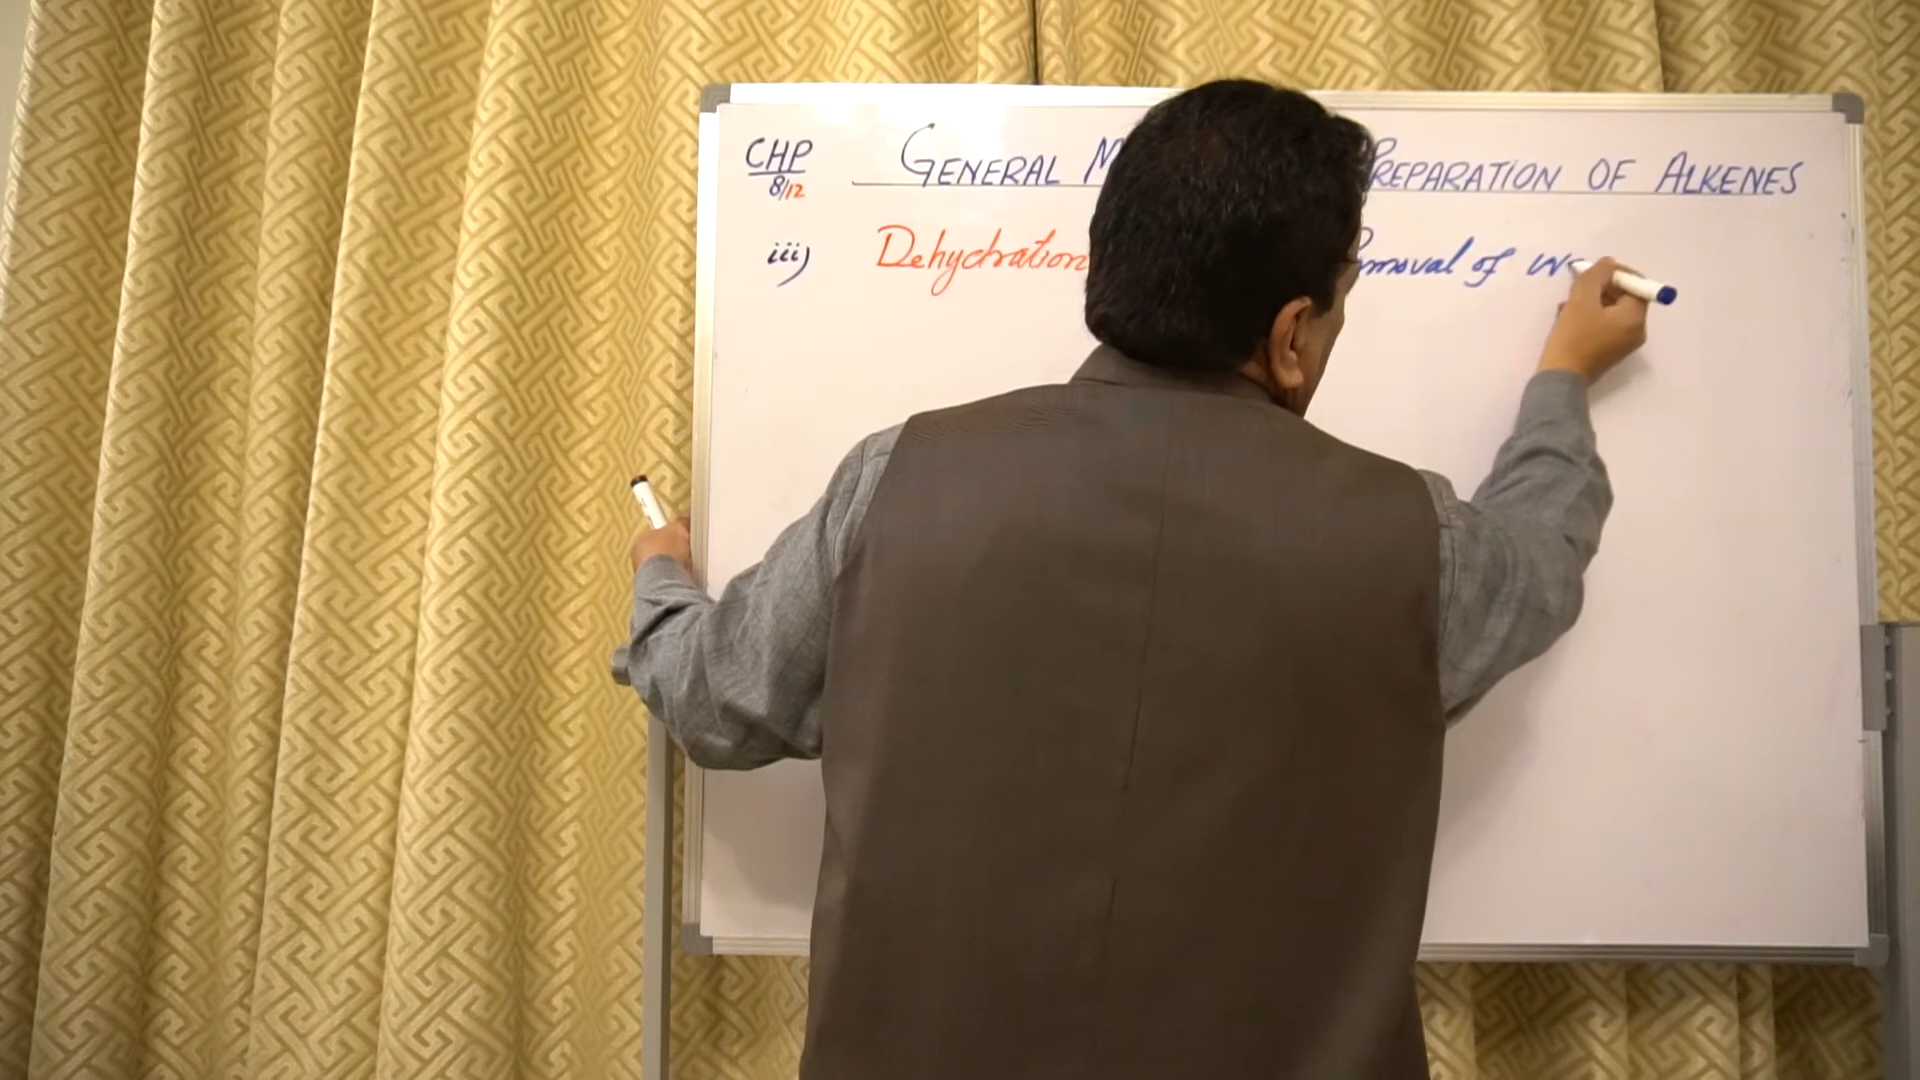 CHP GENERAL M PREPARATION OF ALKENES
8/12
iii) Dehydration moval of